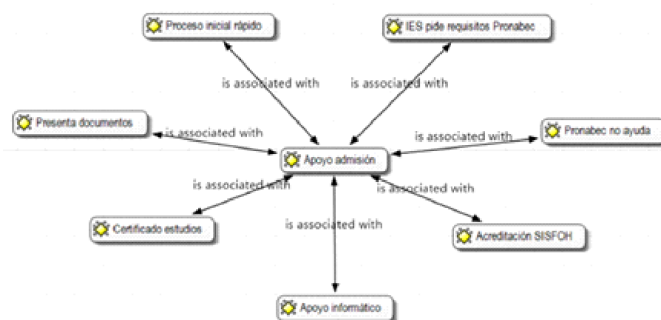 Proceso inicial rápido
IES pide requisitos Pronabec
is associated with
is associated with
Presenta documentos
is associated with
is associated with
Pronabec no ayuda
Apoyo admisión
is associated with
is associated with
Certificado estudios
is associated with
Acreditación SISFOH
Apoyo informático